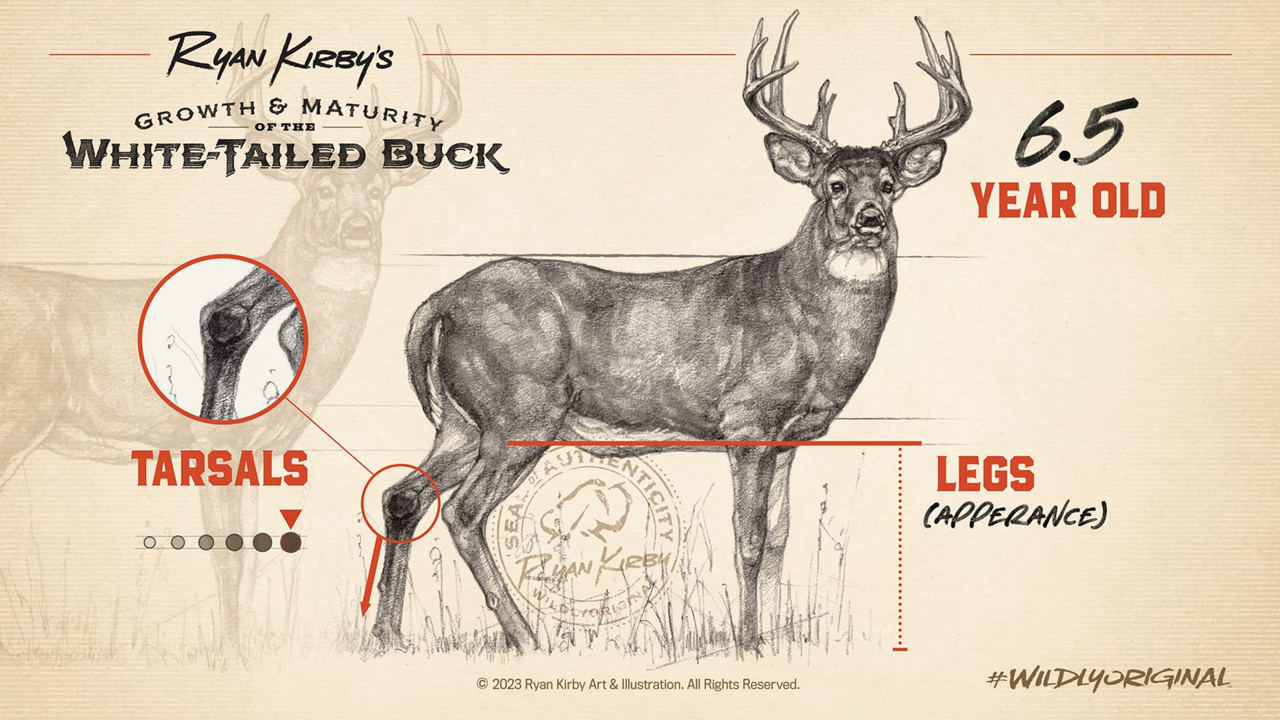 RYAN KIRBY'S
GROWTH & MATURITY
OF THE
WHITE-TAILED BUCK
6.5
YEAR OLD
TARSALS
LEGS
(APPERANCE)
SEAL of AUTHENTICITY
RYAN KIRBY
WILDLYORIGINAL
© 2023 Ryan Kirby Art & Illustration. All Rights Reserved.
#WILDLYORIGINAL